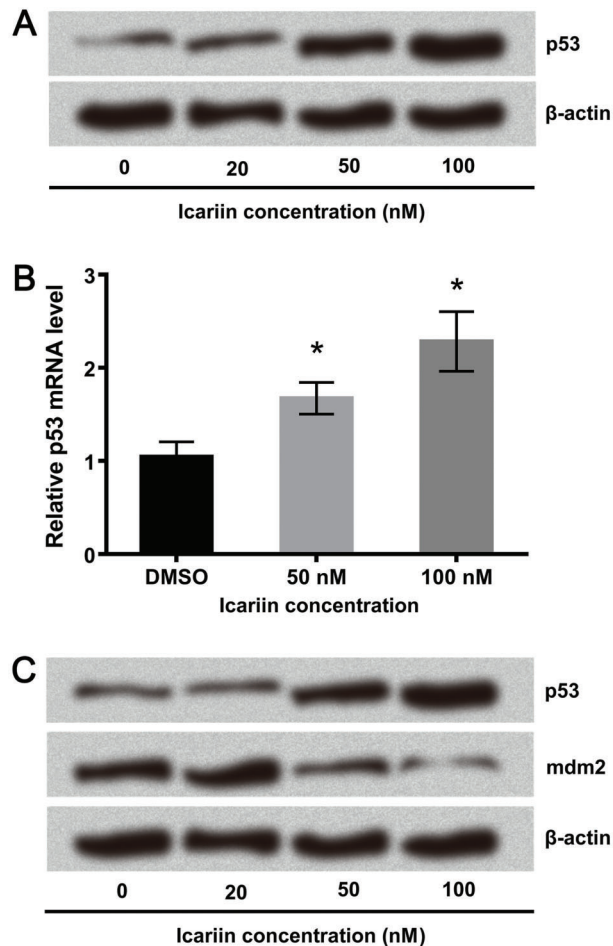 A
p53
β-actin
0 20 50 100
Icariin concentration (nM)
B
Relative p53 mRNA level
3
2
1
0
*
*
DMSO 50 nM 100 nM
Icariin concentration
C
p53
mdm2
β-actin
0 20 50 100
Icariin concentration (nM)